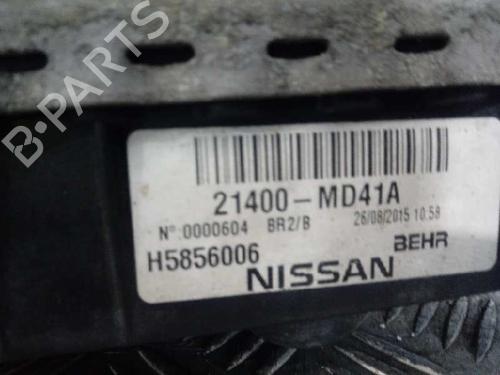 B-PARTS
21400-MD41A
N° 0000604 BR2/B 26/08/2015 10:58
H5856006 BEHR
NISSAN